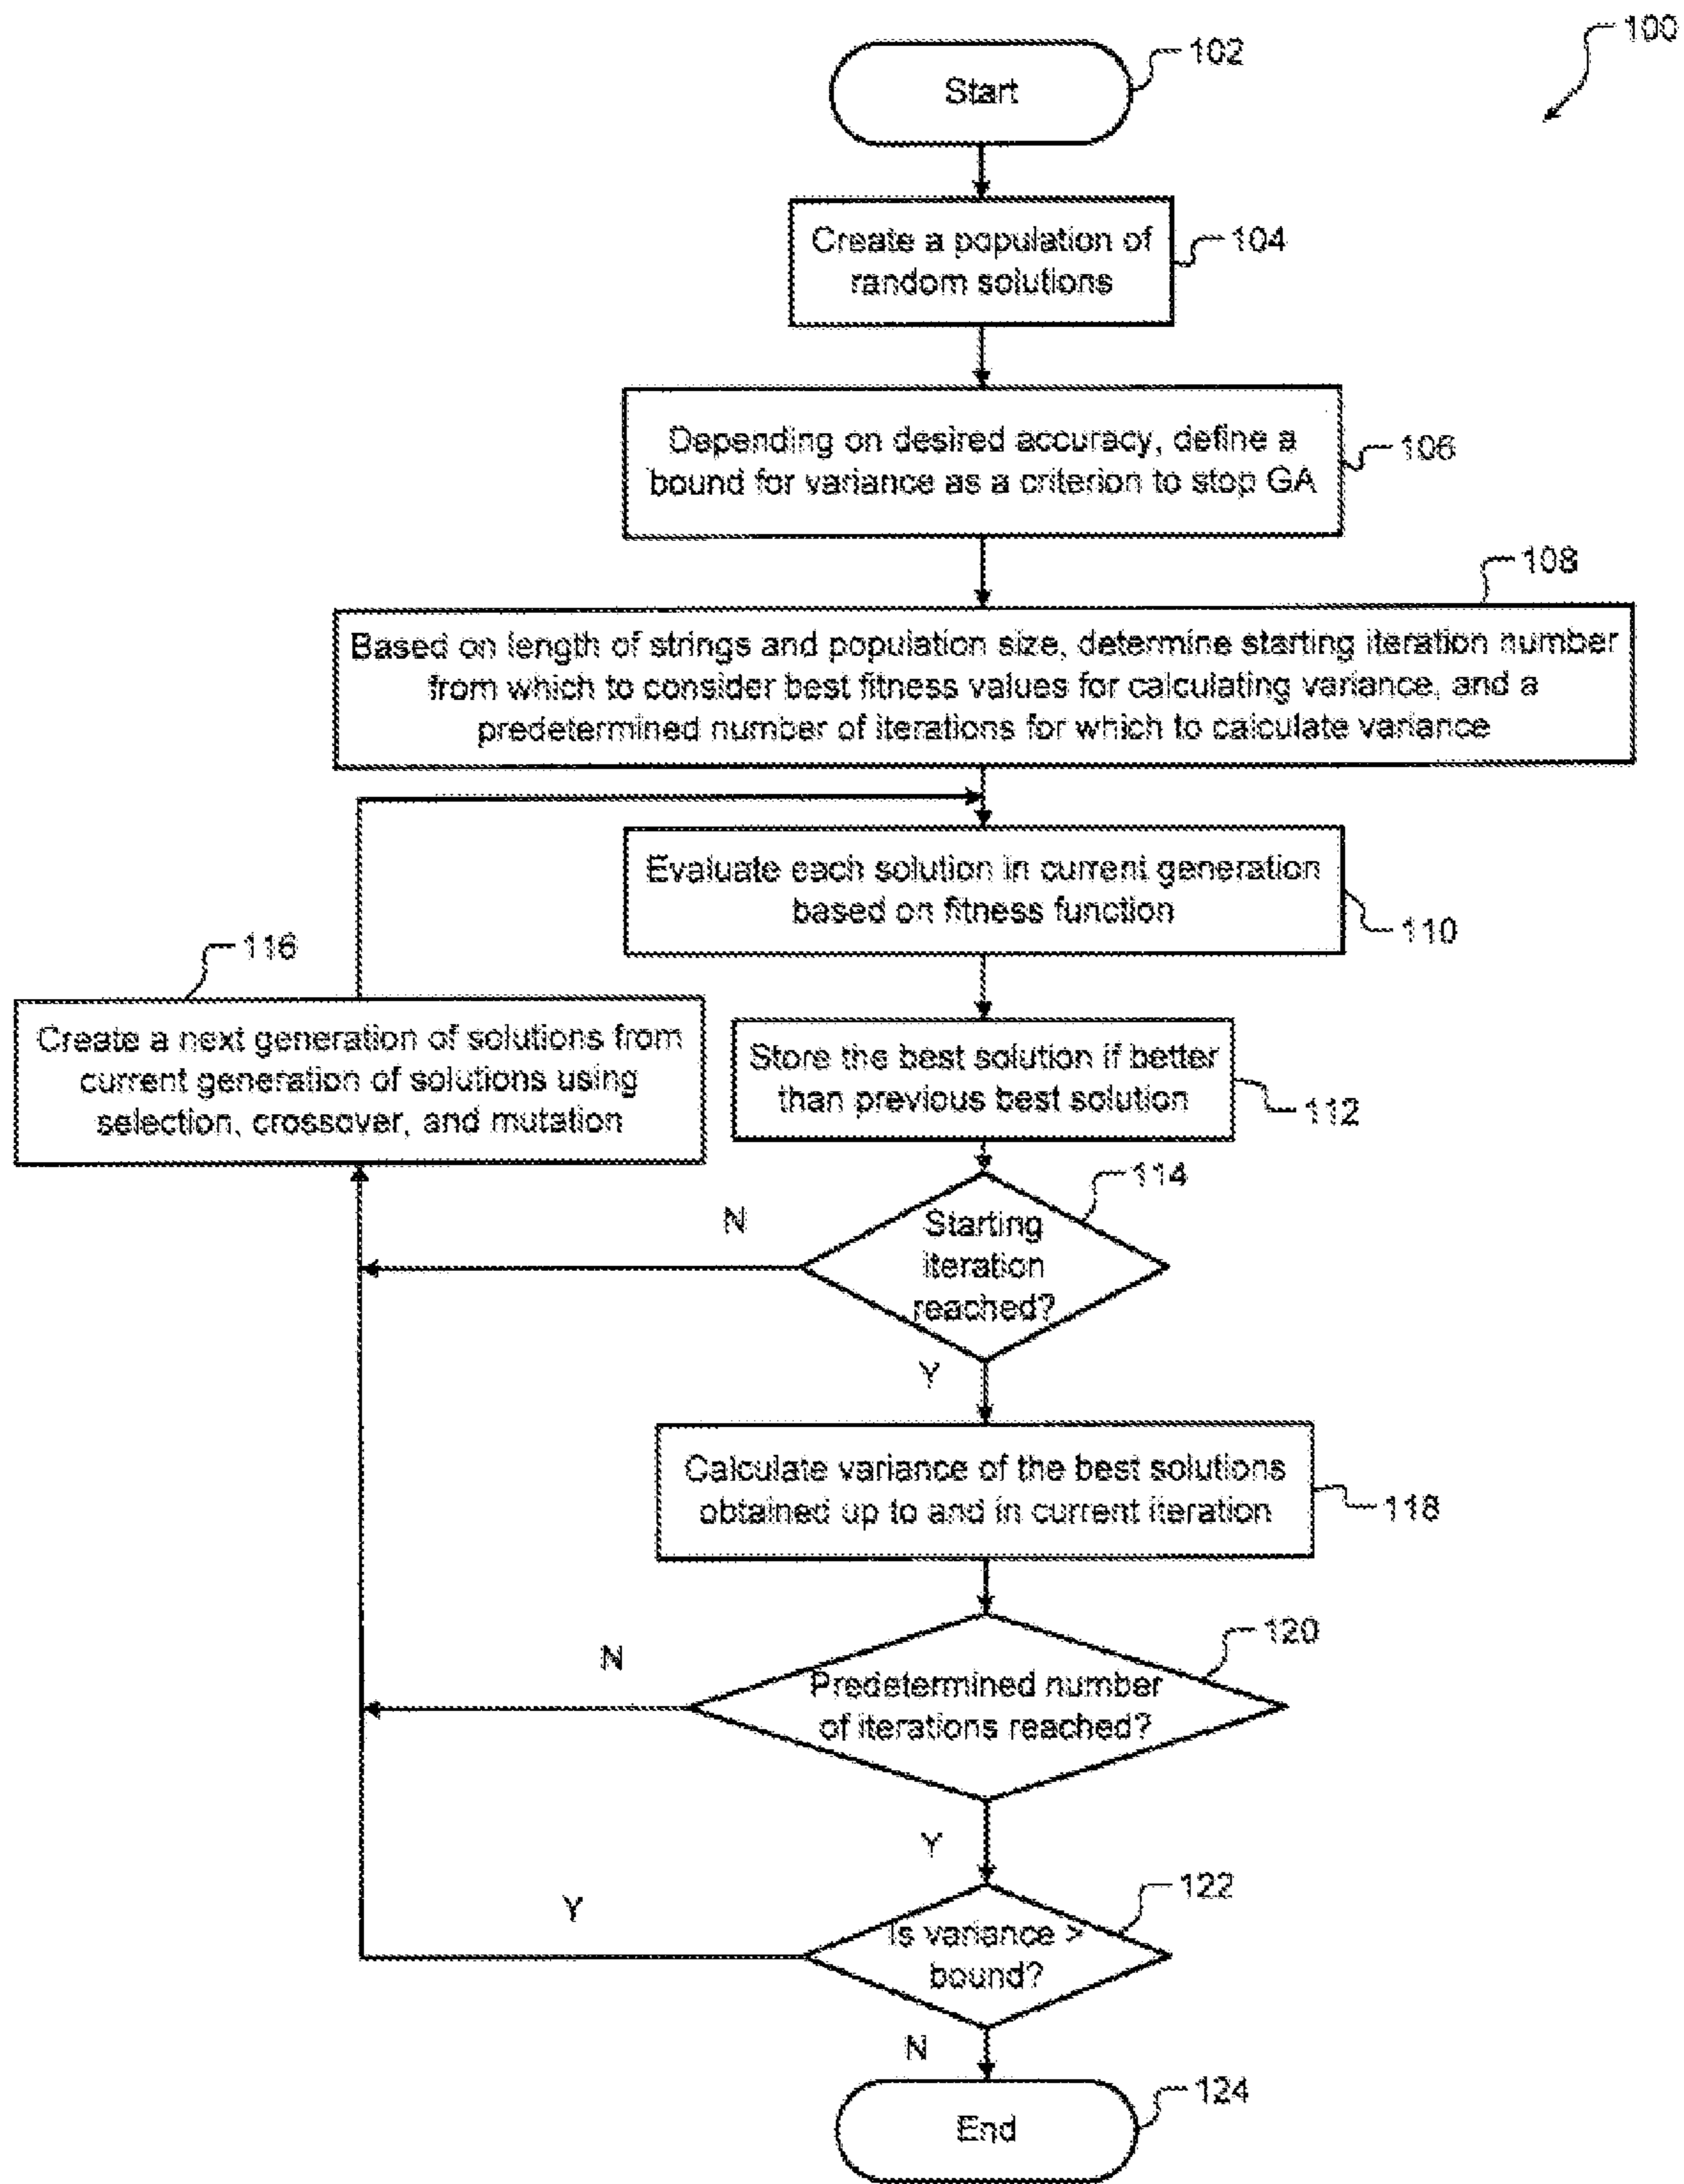 100
102
Start
Create a population of
random solutions
104
Depending on desired accuracy, define a
bound for variance as a criterion to stop GA
106
108
Based on length of strings and population size, determine starting iteration number
from which to consider best fitness values for calculating variance, and a
predetermined number of iterations for which to calculate variance
Evaluate each solution in current generation
based on fitness function
110
116
Create a next generation of solutions from
current generation of solutions using
selection, crossover, and mutation
Store the best solution if better
than previous best solution
112
114
N
Starting
iteration
reached?
Y
Calculate variance of the best solutions
obtained up to and in current iteration
118
120
N
Predetermined number
of iterations reached?
Y
122
Y
Is variance >
bound?
N
124
End